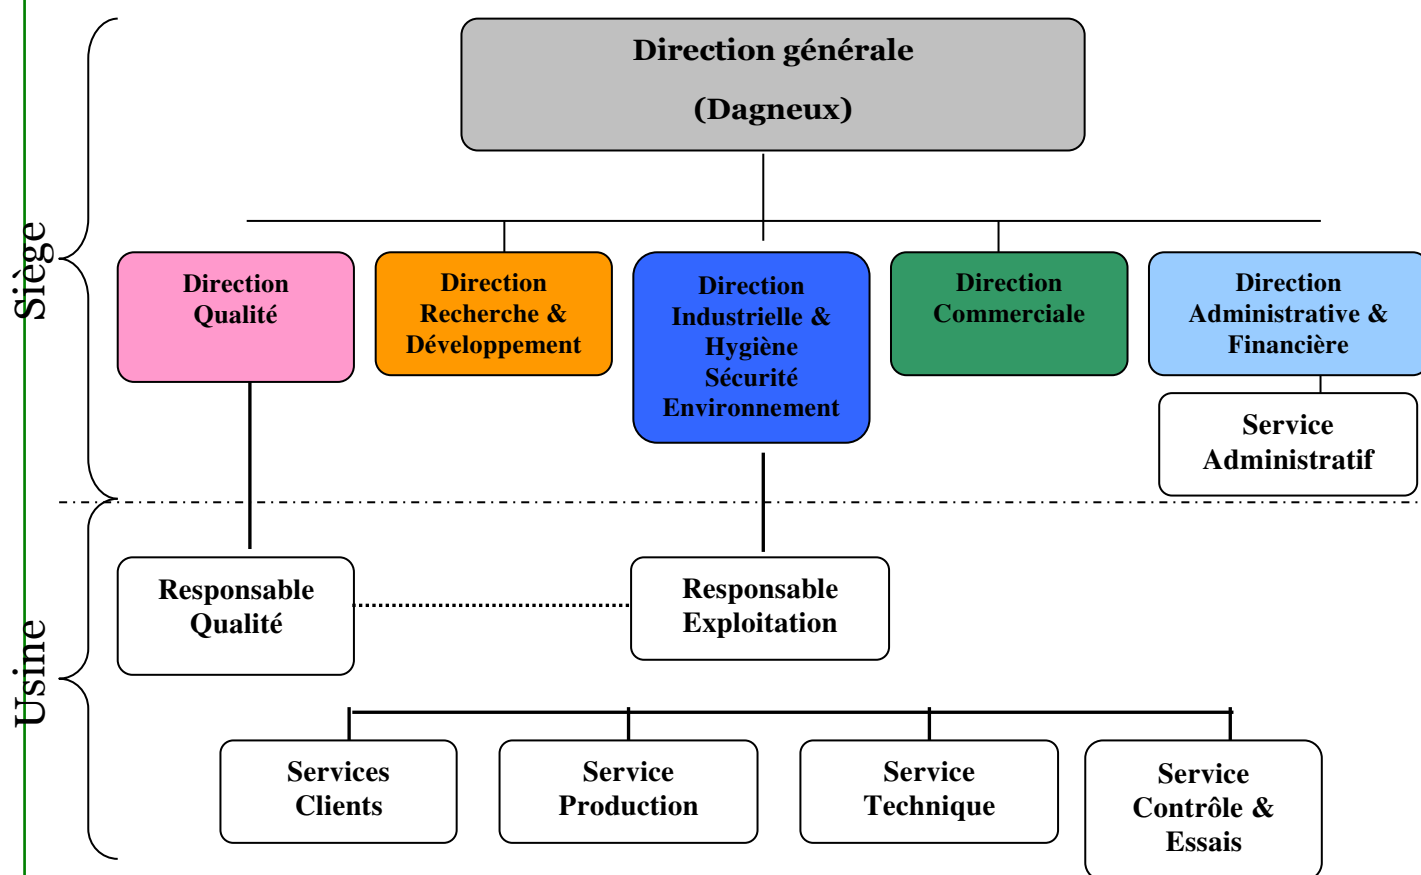 Direction générale
(Dagneux)
Siège
Direction
Qualité
Direction
Recherche &
Développement
Direction
Industrielle &
Hygiène
Sécurité
Environnement
Direction
Commerciale
Direction
Administrative &
Financière
Service
Administratif
Usine
Responsable
Qualité
Responsable
Exploitation
Services
Clients
Service
Production
Service
Technique
Service
Contrôle &
Essais